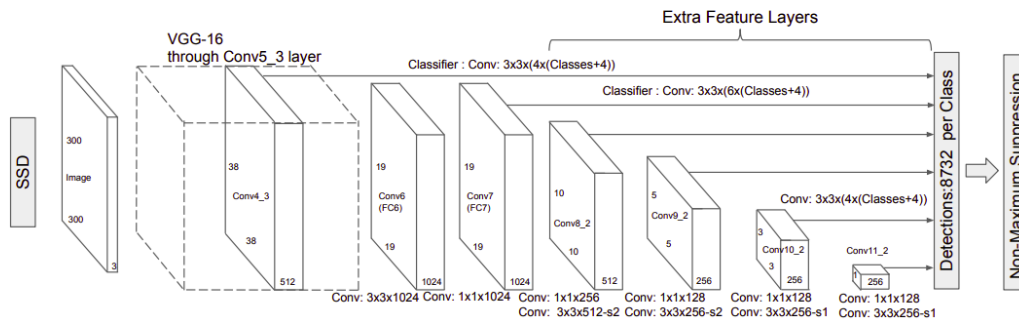 Extra Feature Layers
VGG-16
through Conv5_3 layer
Classifier : Conv: 3x3x(4x(Classes+4))
Classifier : Conv: 3x3x(6x(Classes+4))
SSD
300
Image
300
3
38
Conv4_3
38
512
19
Conv6
(FC6)
19
1024
19
Conv7
(FC7)
19
1024
10
Conv8_2
10
512
5
Conv9_2
5
256
Conv: 3x3x(4x(Classes+4))
3
Conv10_2
3
256
Conv11_2
1
256
Detections:8732 per Class
Non-Maximum Suppression
Conv: 3x3x1024
Conv: 1x1x1024
Conv: 1x1x256
Conv: 3x3x512-s2
Conv: 1x1x128
Conv: 3x3x256-s2
Conv: 1x1x128
Conv: 3x3x256-s1
Conv: 1x1x128
Conv: 3x3x256-s1